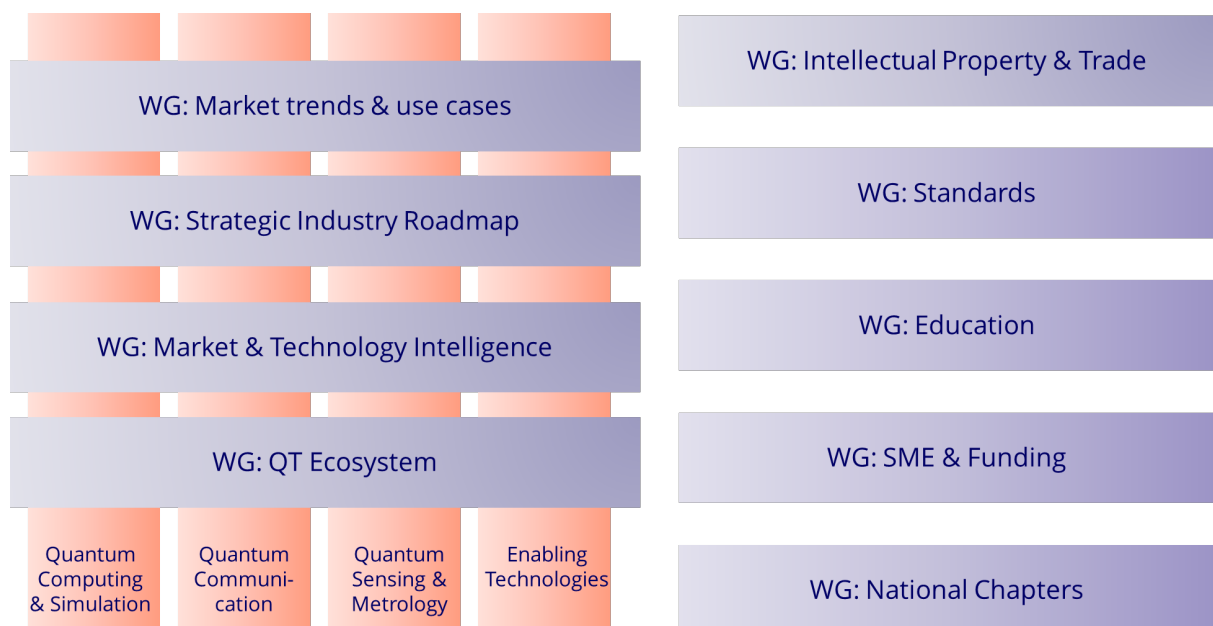 WG: Market trends & use cases
WG: Strategic Industry Roadmap
WG: Market & Technology Intelligence
WG: QT Ecosystem
Quantum
Computing
& Simulation
Quantum
Communi-
cation
Quantum
Sensing &
Metrology
Enabling
Technologies
WG: Intellectual Property & Trade
WG: Standards
WG: Education
WG: SME & Funding
WG: National Chapters